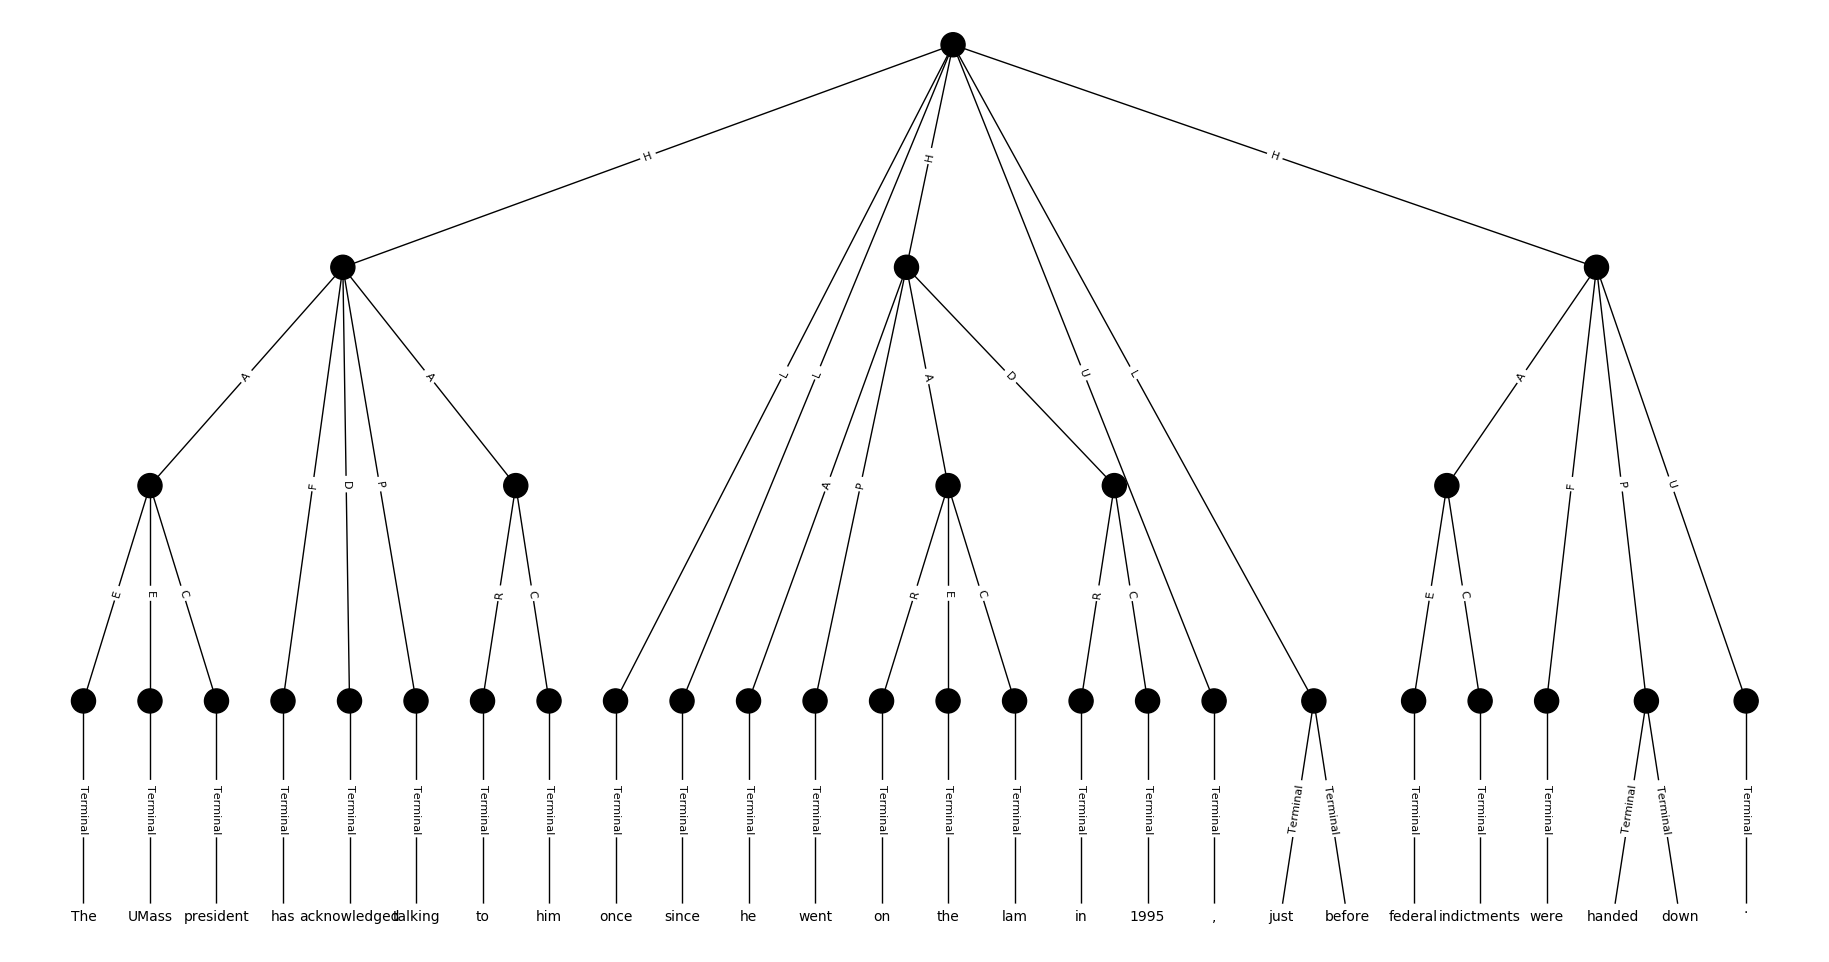 H H H
L L U L
A A A P A D A
F D P F P U
E E C R C R E C R C E C
Terminal Terminal Terminal Terminal Terminal Terminal Terminal Terminal Terminal Terminal Terminal Terminal Terminal Terminal Terminal Terminal Terminal Terminal Terminal Terminal Terminal Terminal Terminal Terminal Terminal Terminal
The UMass president has acknowledged talking to him once since he went on the lam in 1995 , just before federal indictments were handed down .